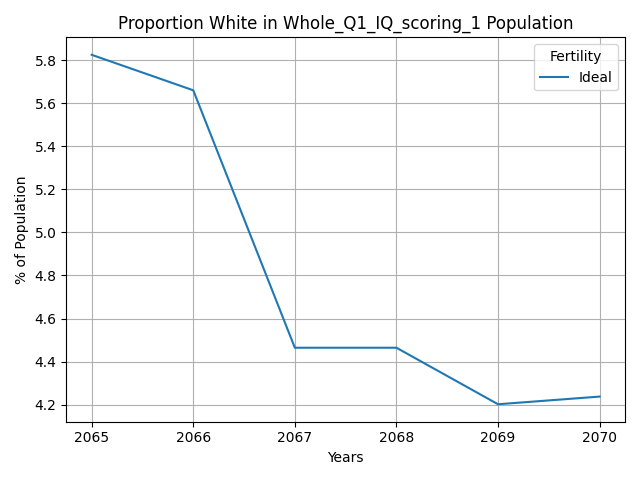 Proportion White in Whole_Q1_IQ_scoring_1 Population
Fertility
Ideal
% of Population
5.8
5.6
5.4
5.2
5.0
4.8
4.6
4.4
4.2
2065 2066 2067 2068 2069 2070
Years